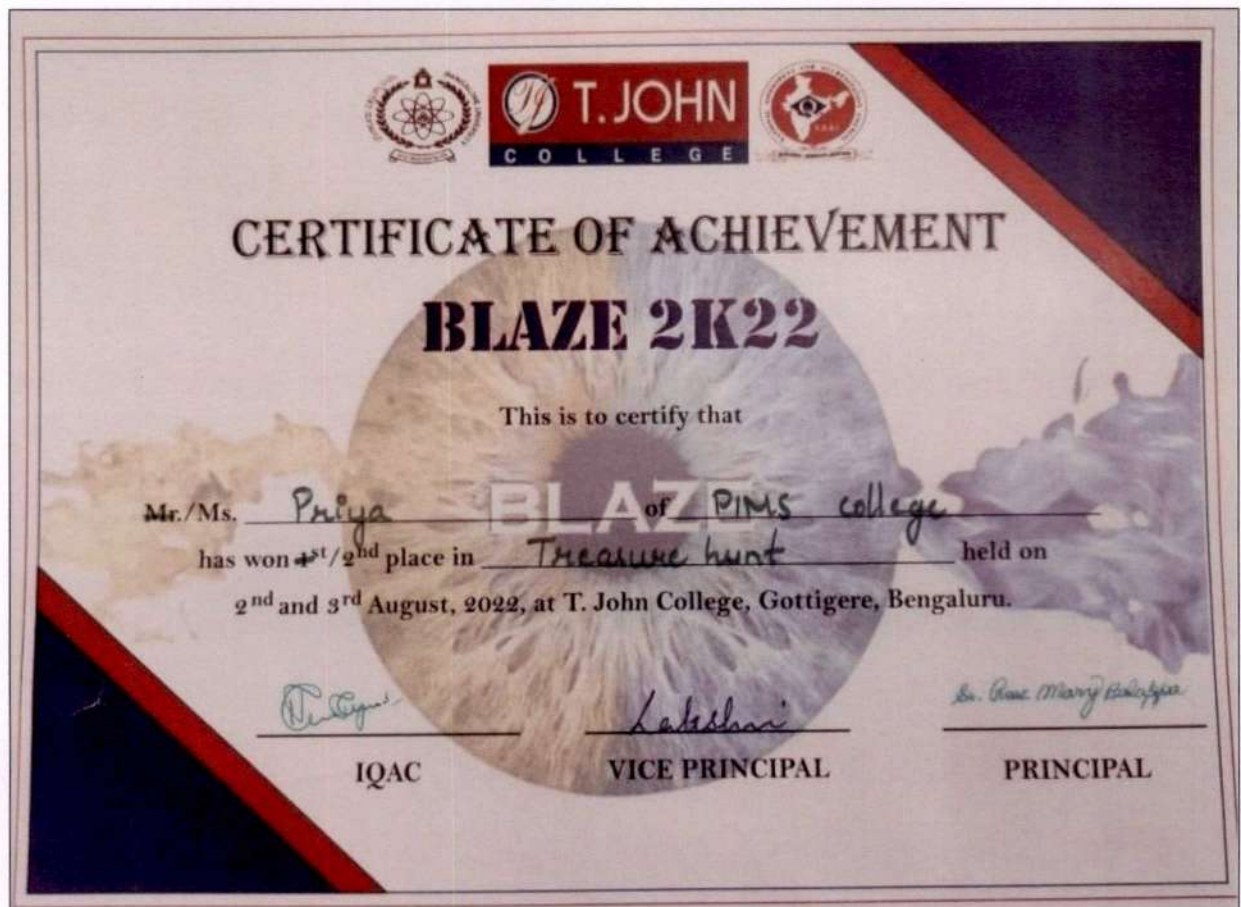 T. JOHN
COLLEGE
CERTIFICATE OF ACHIEVEMENT
BLAZE 2K22
This is to certify that
BLAZE
Mr./Ms. Priya of PIMS college
has won 1st/2nd place in Treasure hunt held on
2nd and 3rd August, 2022, at T. John College, Gottigere, Bengaluru.
Lakshmi
IQAC VICE PRINCIPAL PRINCIPAL